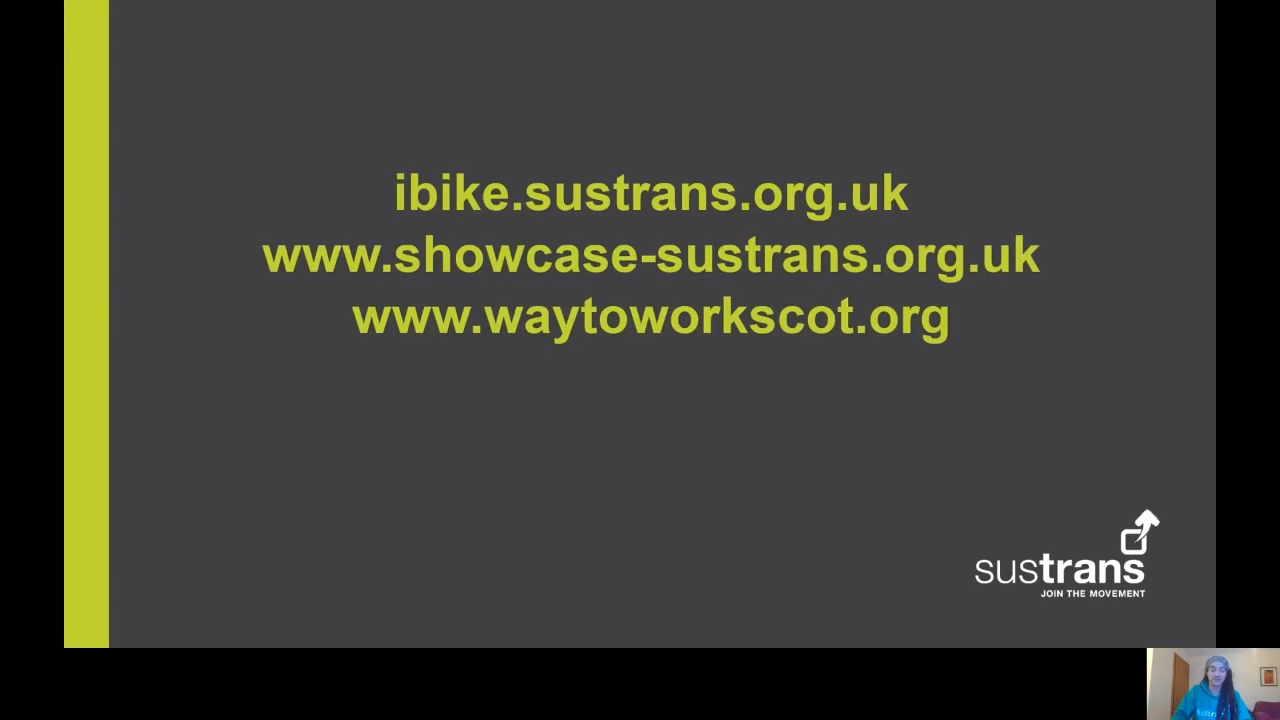 ibike.sustrans.org.uk
www.showcase-sustrans.org.uk
www.waytoworkscot.org
sustrans
JOIN THE MOVEMENT